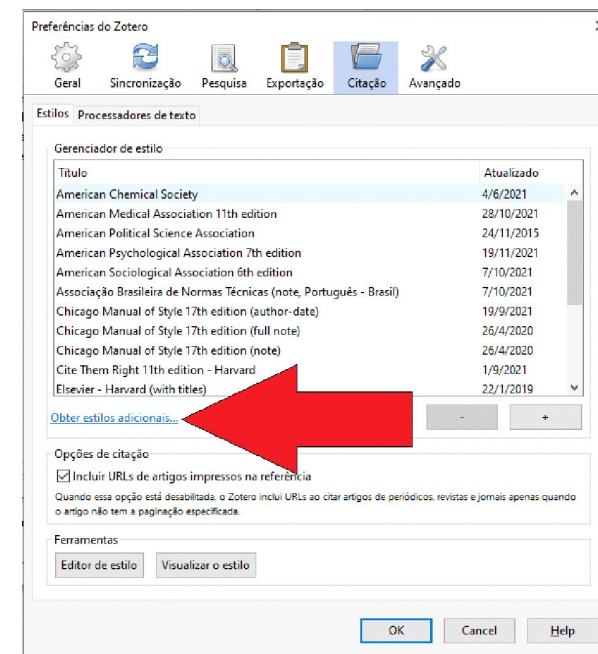 Preferências do Zotero
Geral Sincronização Pesquisa Exportação Citação Avançado
Estilos Processadores de texto
Gerenciador de estilo
Título Atualizado
American Chemical Society 4/6/2021
American Medical Association 11th edition 28/10/2021
American Political Science Association 24/11/2015
American Psychological Association 7th edition 19/11/2021
American Sociological Association 6th edition 7/10/2021
Associação Brasileira de Normas Técnicas (note, Português - Brasil) 7/10/2021
Chicago Manual of Style 17th edition (author-date) 19/9/2021
Chicago Manual of Style 17th edition (full note) 26/4/2020
Chicago Manual of Style 17th edition (note) 26/4/2020
Cite Them Right 11th edition - Harvard 1/9/2021
Elsevier - Harvard (with titles) 22/1/2019
Obter estilos adicionais... - +
Opções de citação
Incluir URLs de artigos impressos na referência
Quando essa opção está desabilitada, o Zotero inclui URLs ao citar artigos de periódicos, revistas e jornais apenas quando
o artigo não tem a paginação especificada.
Ferramentas
Editor de estilo Visualizar o estilo
OK Cancel Help